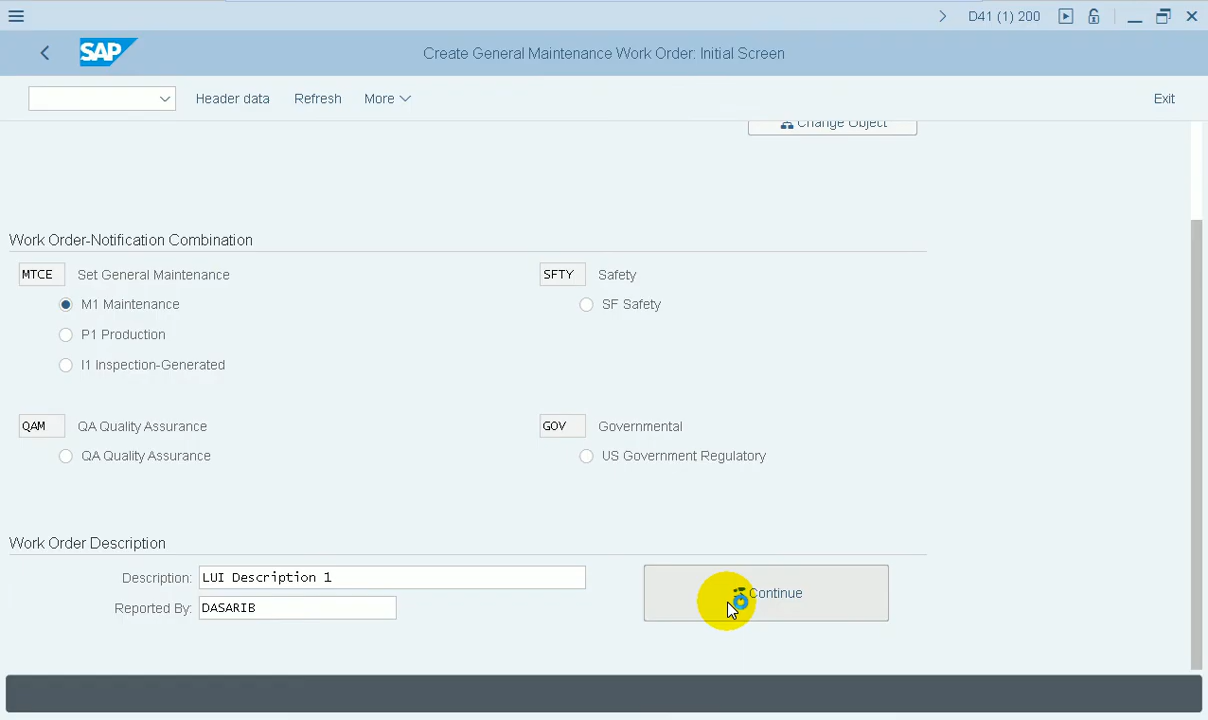 D41 (1) 200
SAP
Create General Maintenance Work Order: Initial Screen
Header data Refresh More Exit
Change Object
Work Order-Notification Combination
MTCE Set General Maintenance SFTY Safety
M1 Maintenance SF Safety
P1 Production
I1 Inspection-Generated
QAM QA Quality Assurance GOV Governmental
QA Quality Assurance US Government Regulatory
Work Order Description
Description: LUI Description 1
Continue
Reported By: DASARIB